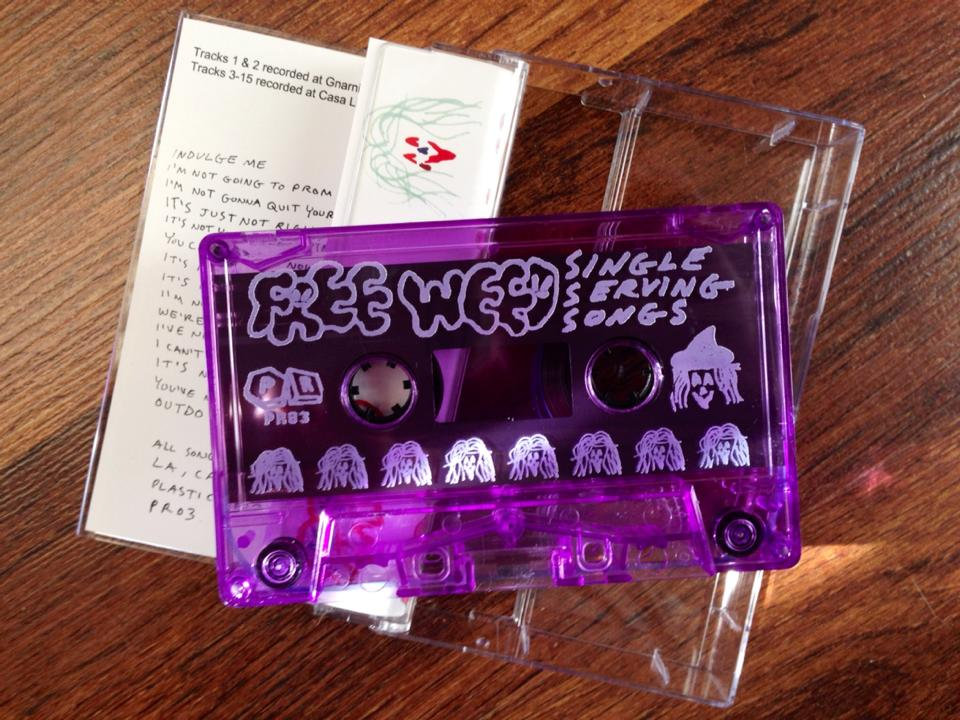 Tracks 1 & 2 recorded at Gnarni
Tracks 3-15 recorded at Casa L
INDULGE ME
I'M NOT GOING TO PROM
I'M NOT GONNA QUIT YOUR
IT'S JUST NOT
IT'S NOT
YOU
IT'S
IT'S
I'M
WE'RE
I'VE
I CAN'T
IT'S
YOU'VE
OUTDO
ALL SONG
LA, CA
PLASTIC
PR03
FREE WEED
SINGLE
SERVING
SONGS
PR
PR03